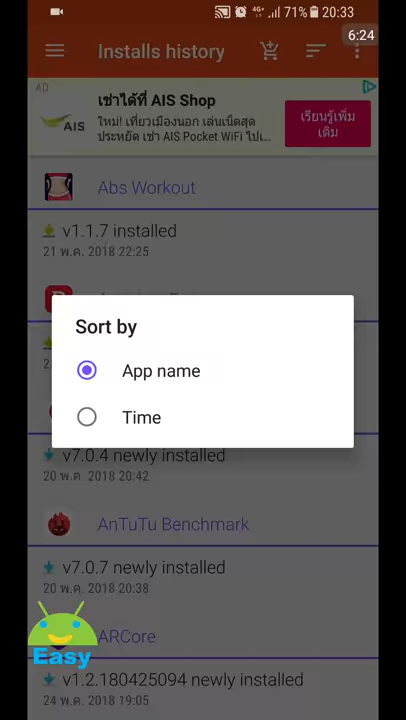 4G+
71%
20:33
6:24
Installs history
AD
AIS
เช่าได้ที่ AIS Shop
ใหม่! เที่ยวเมืองนอก เล่นเน็ตสุด
ประหยัด เช่า AIS Pocket WiFi ไปเ...
เรียนรู้เพิ่ม
เติม
Abs Workout
v1.1.7 installed
21 พ.ค. 2018 22:25
Sort by
App name
Time
v7.0.4 newly installed
20 พ.ค. 2018 20:42
AnTuTu Benchmark
v7.0.7 newly installed
20 พ.ค. 2018 20:38
ARCore
Easy
v1.2.180425094 newly installed
24 พ.ค. 2018 19:05